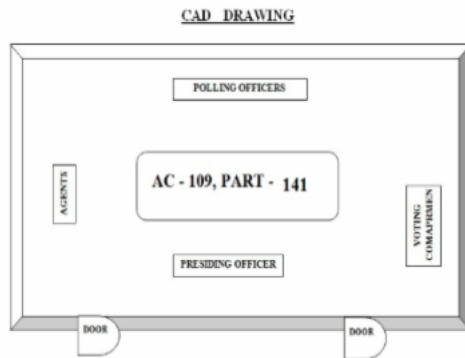 CAD DRAWING
POLLING OFFICERS
AC - 109, PART - 141
AGENTS
VOTING
COMAPRMEN
PRESIDING OFFICER
DOOR
DOOR